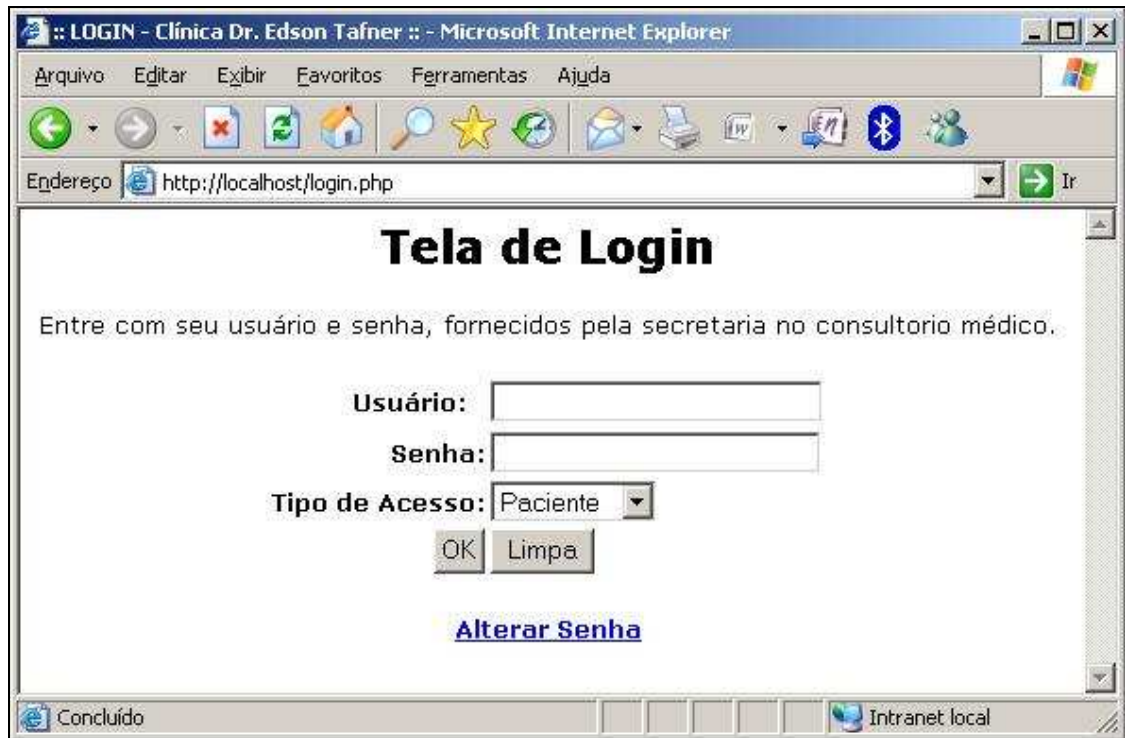 :: LOGIN - Clínica Dr. Edson Tafner :: - Microsoft Internet Explorer
Arquivo Editar Exibir Favoritos Ferramentas Ajuda
Endereço http://localhost/login.php Ir
Tela de Login
Entre com seu usuário e senha, fornecidos pela secretaria no consultorio médico.
Usuário:
Senha:
Tipo de Acesso: Paciente
OK Limpa
Alterar Senha
Concluído Intranet local